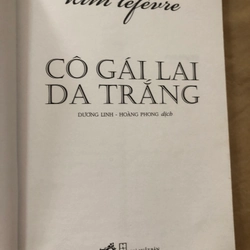 kim lefevre
CÔ GÁI LAI
DA TRẮNG
DƯƠNG LINH - HOÀNG PHONG dịch